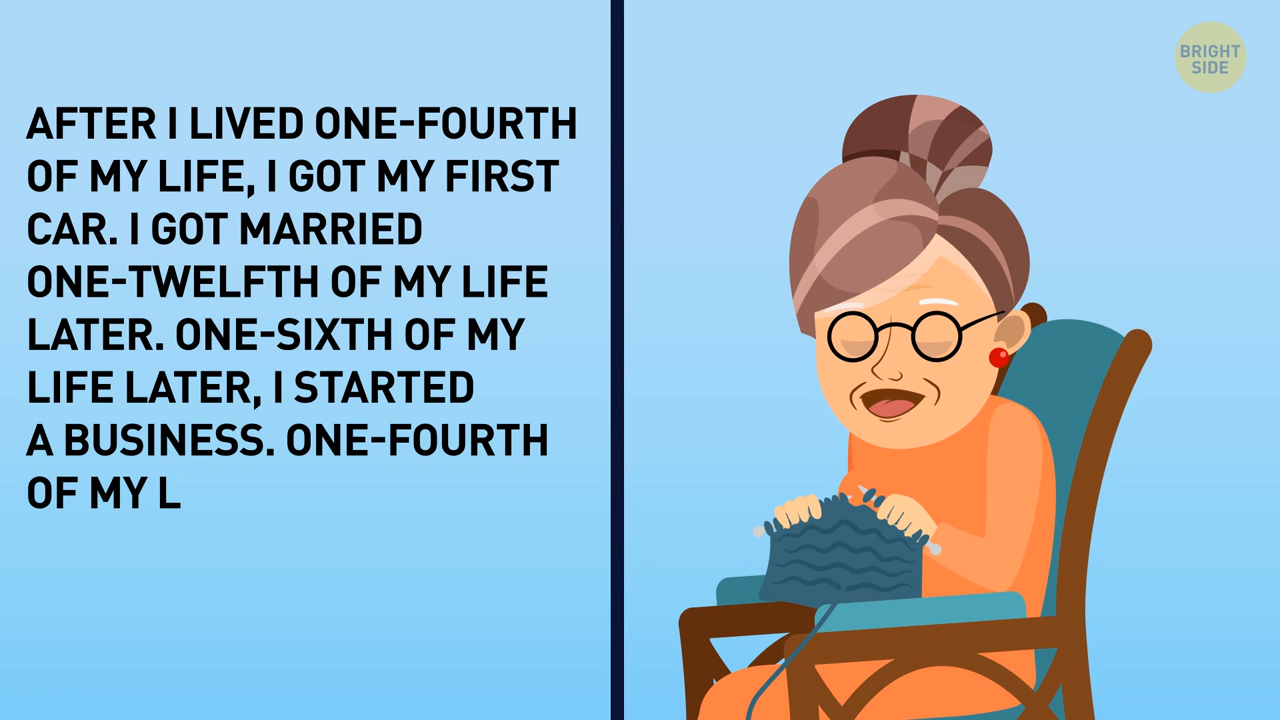 AFTER I LIVED ONE-FOURTH
OF MY LIFE, I GOT MY FIRST
CAR. I GOT MARRIED
ONE-TWELFTH OF MY LIFE
LATER. ONE-SIXTH OF MY
LIFE LATER, I STARTED
A BUSINESS. ONE-FOURTH
OF MY L
BRIGHT
SIDE